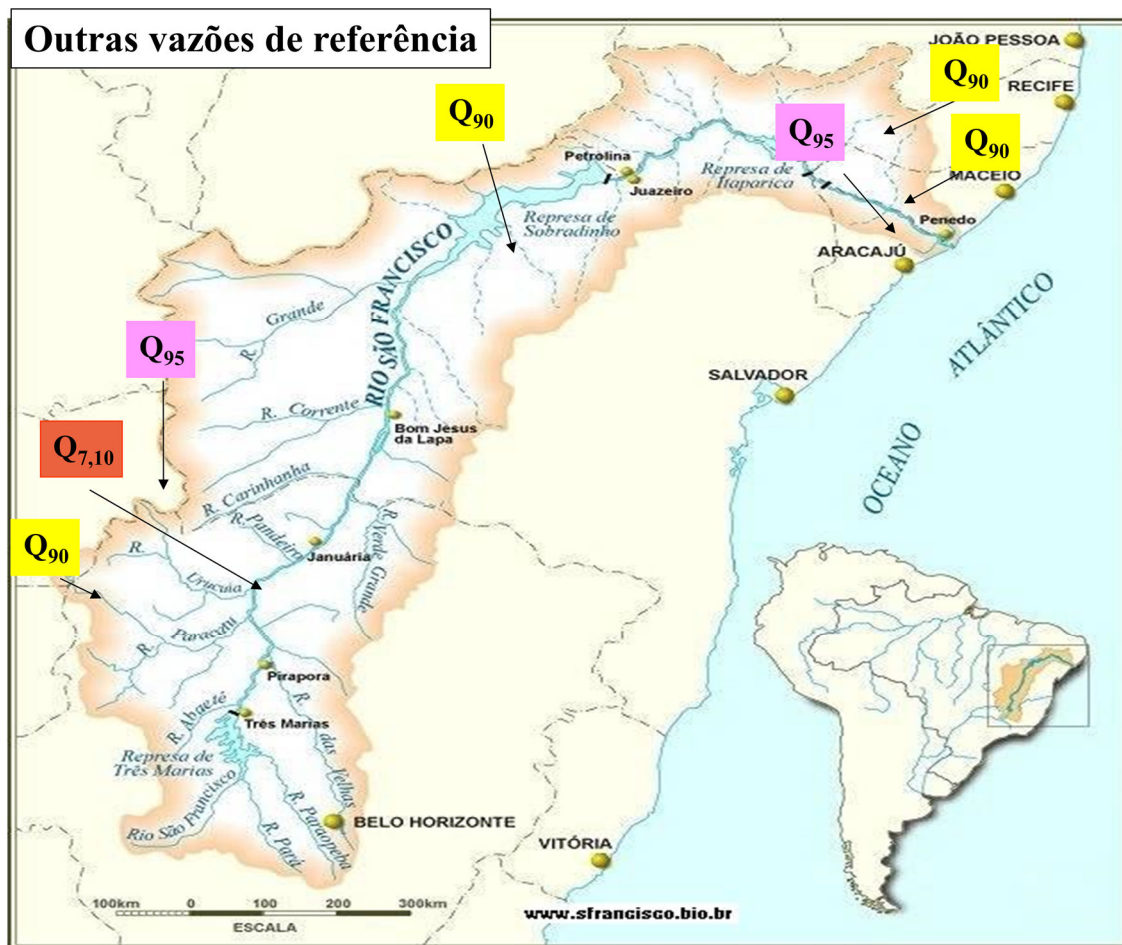 Outras vazões de referência
JOÃO PESSOA
Q90
RECIFE
Q90
Q95
Q90
Petrolina
Juazeiro
Represa de
Itaparica
MACEIO
Represa de
Sobradinho
Penedo
ARACAJÚ
RIO SÃO FRANCISCO
R. Grande
Q95
SALVADOR
OCEANO
ATLÂNTICO
R. Corrente
Bom Jesus
da Lapa
Q7,10
R. Carinhanha
R. Pandeiro
R. Verde Grande
Januária
Q90
R. Urucuia
R. Paracatu
Pirapora
R. Abaeté
Três Marias
R. das Velhas
Represa de
Três Marias
Rio São Francisco
R. Paraopeba
R. Pará
BELO HORIZONTE
VITÓRIA
100km 0 100 200 300km
ESCALA
www.sfrancisco.bio.br